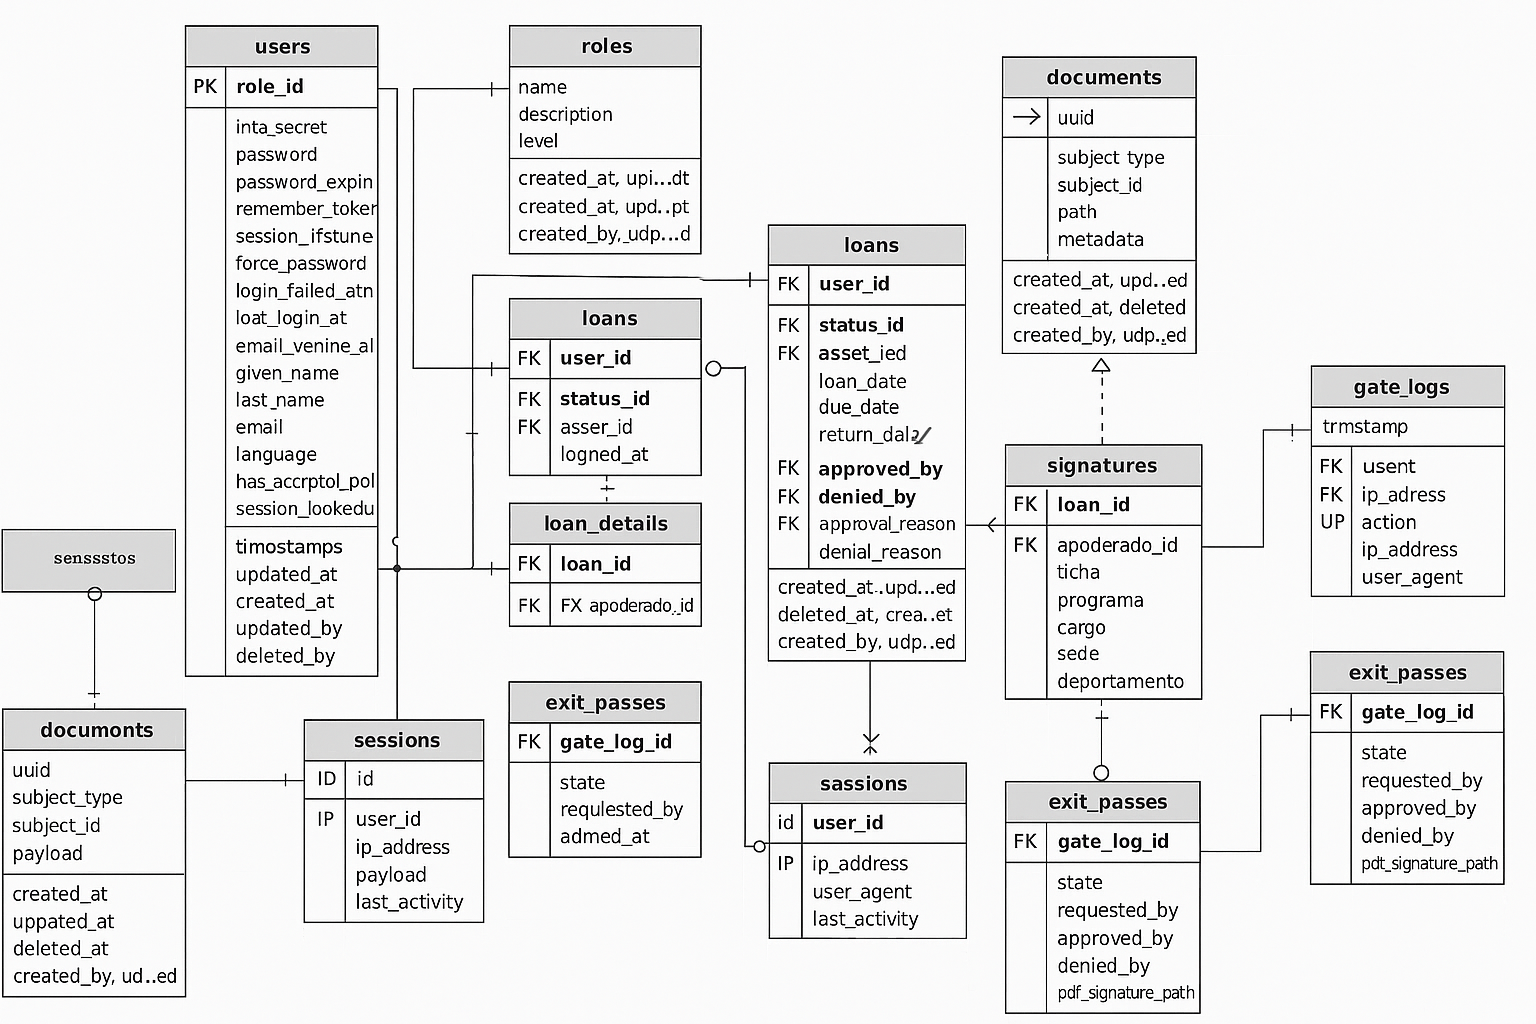 users
PK role_id
inta_secret
password
password_expin
remember_toker
session_ifstune
force_password
login_failed_atn
loat_login_at
email_venine_al
given_name
last_name
email
language
has_accrptol_pol
session_lookedu
timostamps
updated_at
created_at
updated_by
deleted_by
roles
name
description
level
created_at, upi...dt
created_at, upd..pt
created_by,_udp...d
loans
FK user_id
FK status_id
FK asser_id
logned_at
loan_details
FK loan_id
FK FX apoderado_id
exit_passes
FK gate_log_id
state
requlested_by
admed_at
loans
FK user_id
FK status_id
FK asset_ied
loan_date
due_date
FK approved_by
FK denied_by
FK approval_reason
denial_reason
created_at..upd...ed
deleted_at, crea..et
created_by, udp..ed
sassions
id user_id
IP ip_address
user_agent
last_activity
documents
uuid
subject type
subject_id
path
metadata
created_at, upd..ed
created_at, deleted
created_by, udp..ed
signatures
FK loan_id
FK apoderado_id
ticha
programa
cargo
sede
deportamento
exit_passes
FK gate_log_id
state
requested_by
approved_by
denied_by
pdf_signature_path
gate_logs
trmstamp
FK usent
FK ip_adress
UP action
ip_address
user_agent
exit_passes
FK gate_log_id
state
requested_by
approved_by
denied_by
pdt_signature_path
senssstos
documonts
uuid
subject_type
subject_id
payload
created_at
uppated_at
deleted_at
created_by, ud..ed
sessions
ID id
IP user_id
ip_address
payload
last_activity